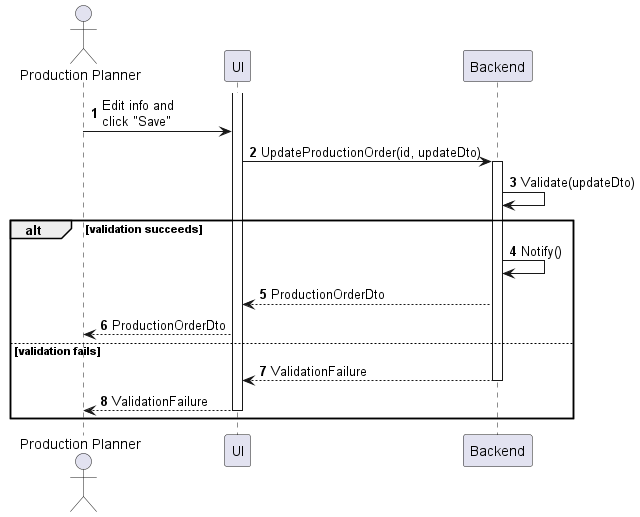 Production Planner
UI
Backend
1 Edit info and
click "Save"
2 UpdateProductionOrder(id, updateDto)
3 Validate(updateDto)
alt
[validation succeeds]
4 Notify()
5 ProductionOrderDto
6 ProductionOrderDto
[validation fails]
7 ValidationFailure
8 ValidationFailure
Production Planner
UI
Backend